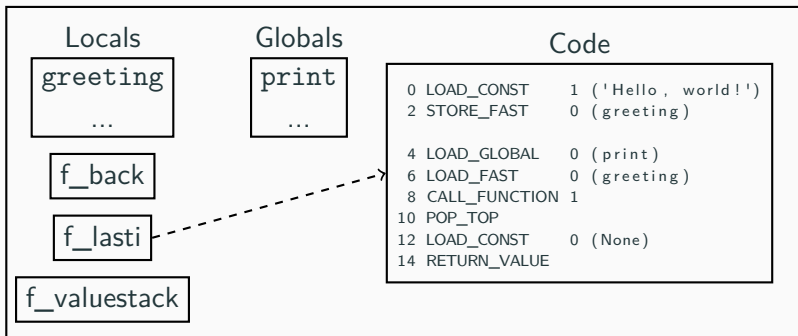 Locals
greeting
...
Globals
print
...
Code
0 LOAD_CONST 1 ('Hello, world!')
2 STORE_FAST 0 (greeting)
4 LOAD_GLOBAL 0 (print)
6 LOAD_FAST 0 (greeting)
8 CALL_FUNCTION 1
10 POP_TOP
12 LOAD_CONST 0 (None)
14 RETURN_VALUE
f_back
f_lasti
f_valuestack